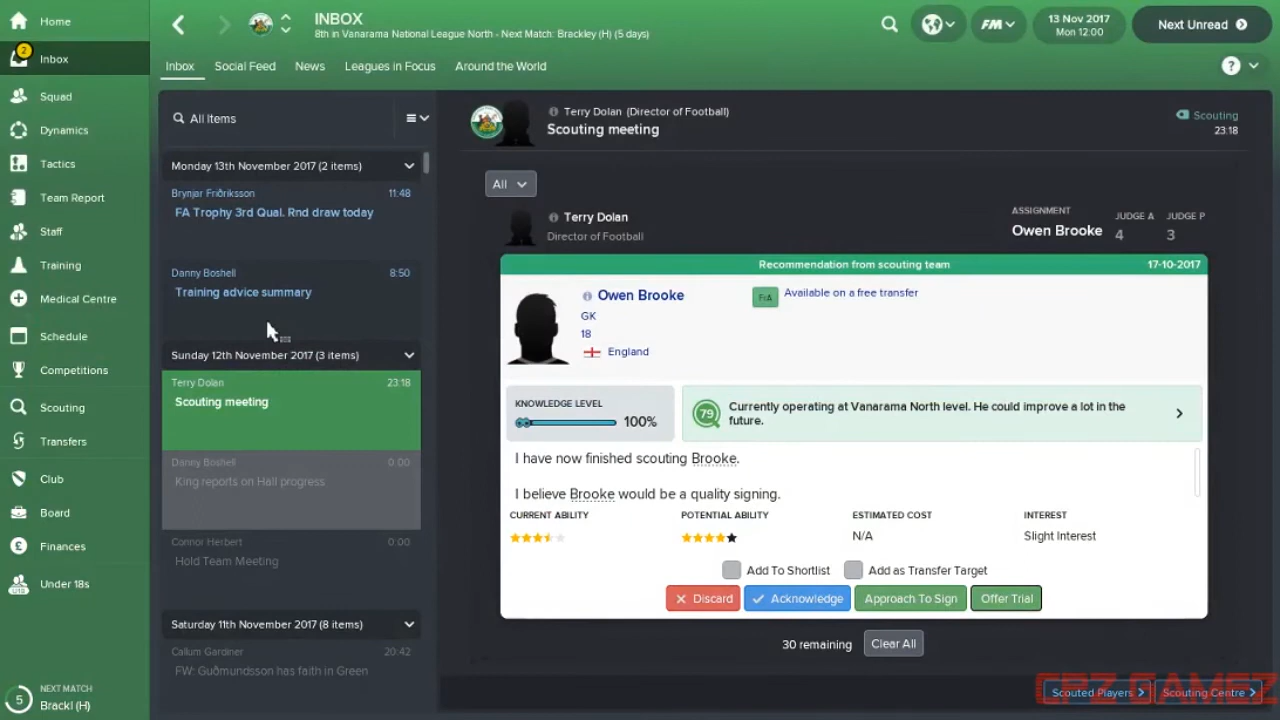 Home
2
Inbox
Squad
Dynamics
Tactics
Team Report
Staff
Training
Medical Centre
Schedule
Competitions
Scouting
Transfers
Club
Board
Finances
Under 18s
U18
5
NEXT MATCH
Brackl (H)
INBOX
8th in Vanarama National League North - Next Match: Brackley (H) (5 days)
FM
13 Nov 2017
Mon 12:00
Next Unread
Inbox
Social Feed
News
Leagues in Focus
Around the World
?
All Items
Monday 13th November 2017 (2 items)
Brynjar Friðriksson 11:48
FA Trophy 3rd Qual. Rnd draw today
Danny Boshell 8:50
Training advice summary
Sunday 12th November 2017 (3 items)
Terry Dolan 23:18
Scouting meeting
Danny Boshell 0:00
King reports on Hall progress
Connor Herbert 0:00
Hold Team Meeting
Saturday 11th November 2017 (8 items)
Callum Gardner 20:42
FW: Guðmundsson has faith in Green
Terry Dolan (Director of Football)
Scouting meeting
Scouting
23:18
All
Terry Dolan
Director of Football
ASSIGNMENT
Owen Brooke
JUDGE A
4
JUDGE P
3
Recommendation from scouting team 17-10-2017
Owen Brooke
GK
18
England
FrA Available on a free transfer
KNOWLEDGE LEVEL
100%
79
Currently operating at Vanarama North level. He could improve a lot in the
future.
I have now finished scouting Brooke.
I believe Brooke would be a quality signing.
CURRENT ABILITY
POTENTIAL ABILITY
ESTIMATED COST
N/A
INTEREST
Slight Interest
Add To Shortlist
Add as Transfer Target
Discard
Acknowledge
Approach To Sign
Offer Trial
30 remaining
Clear All
Scouted Players
Scouting Centre
CPZ GAMEZ